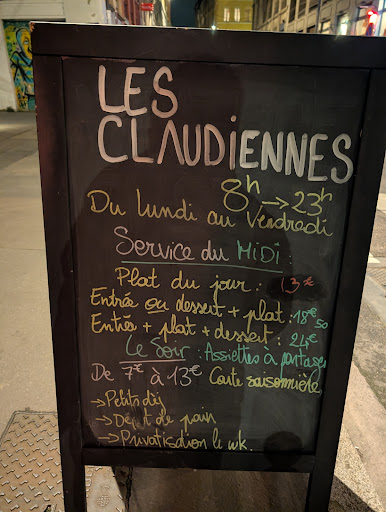 LES
CLAUDIENNES
8h → 23h
Du lundi au Vendredi
Service du MIDI :
Plat du jour : 13€
Entrée ou dessert + plat : 18€50
Entrée + plat + dessert : 24€
Le Soir : Assiettes à partager
De 7€ à 13€ Carte saisonnière
→ Petits dij
→ Dépôt de pain
→ Privatisation le wk.